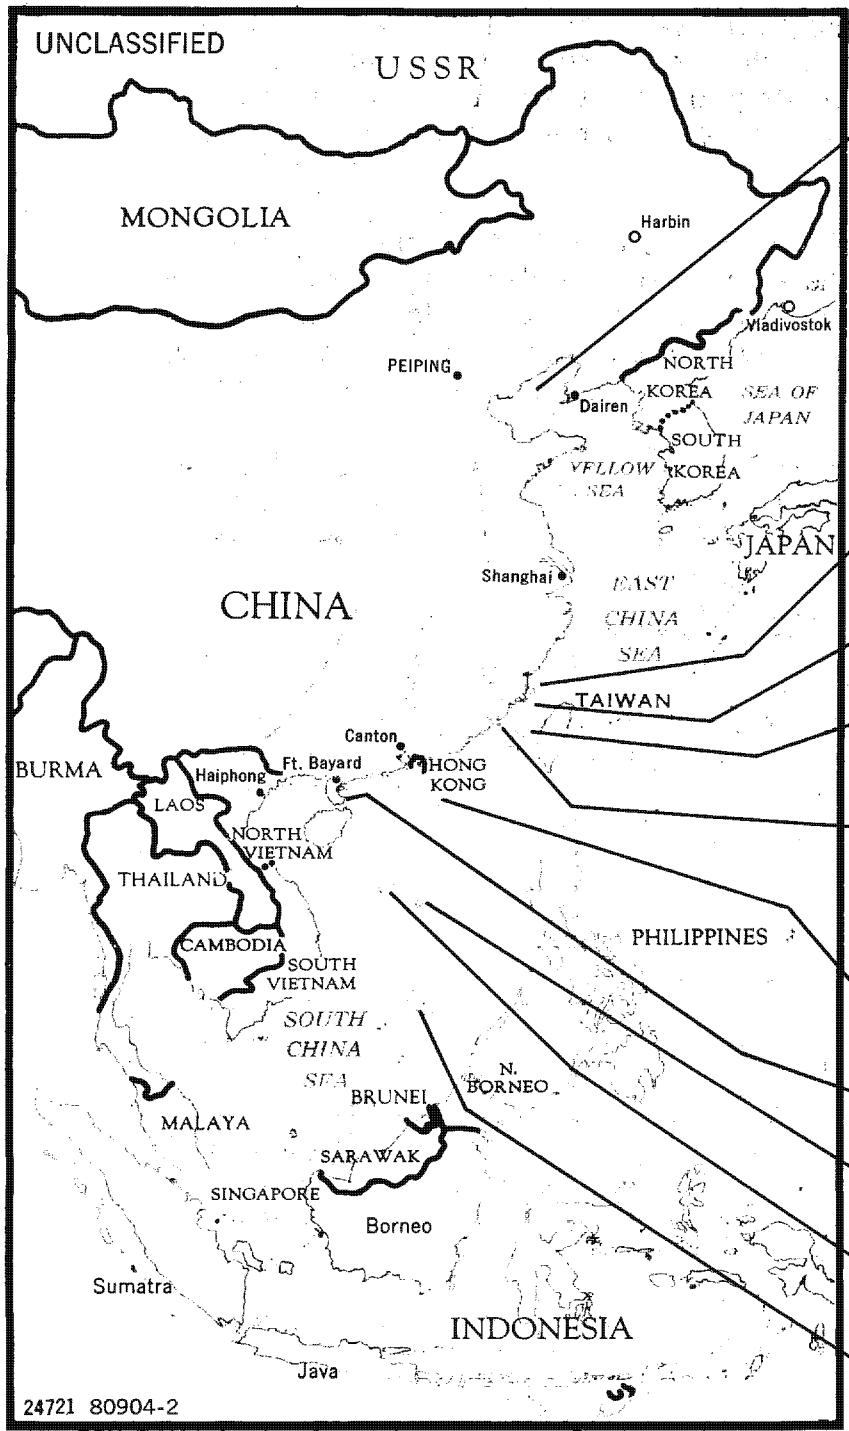 UNCLASSIFIED
USSR
MONGOLIA
Harbin
Vladivostok
PEIPING
NORTH
KOREA
Dairen
SEA OF
JAPAN
SOUTH
KOREA
YELLOW
SEA
JAPAN
Shanghai
EAST
CHINA
SEA
CHINA
TAIWAN
Canton
HONG
KONG
Ft. Bayard
Haiphong
BURMA
LAOS
NORTH
VIETNAM
THAILAND
CAMBODIA
SOUTH
VIETNAM
PHILIPPINES
SOUTH
CHINA
SEA
N.
BORNEO
BRUNEI
MALAYA
SARAWAK
SINGAPORE
Borneo
Sumatra
INDONESIA
Java
24721 80904-2